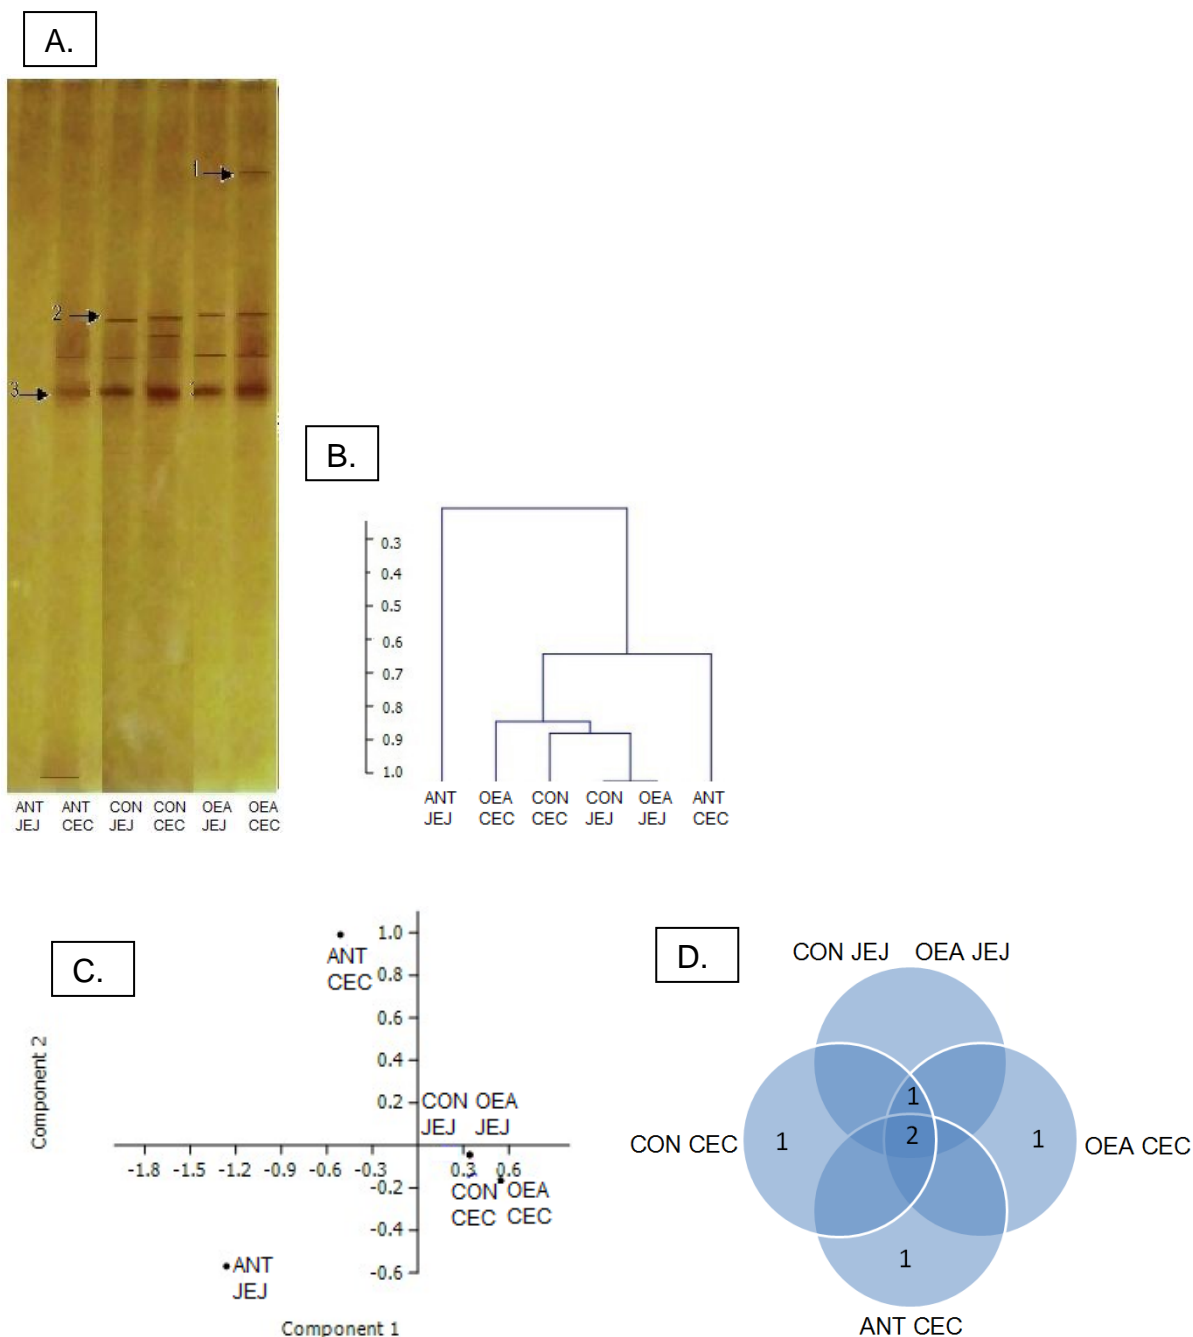 A.
1
2
3
ANT ANT CON CON OEA OEA
JEJ CEC JEJ CEC JEJ CEC
B.
0.3
0.4
0.5
0.6
0.7
0.8
0.9
1.0
ANT OEA CON CON OEA ANT
JEJ CEC CEC JEJ JEJ CEC
C.
Component 2
1.0
0.8
0.6
0.4
0.2
-1.8 -1.5 -1.2 -0.9 -0.6 -0.3 0.3 0.6
-0.2
-0.4
-0.6
ANT
CEC
CON OEA
JEJ JEJ
CON OEA
CEC CEC
ANT
JEJ
Component 1
D.
CON JEJ OEA JEJ
1
CON CEC 1 2 1 OEA CEC
1
ANT CEC